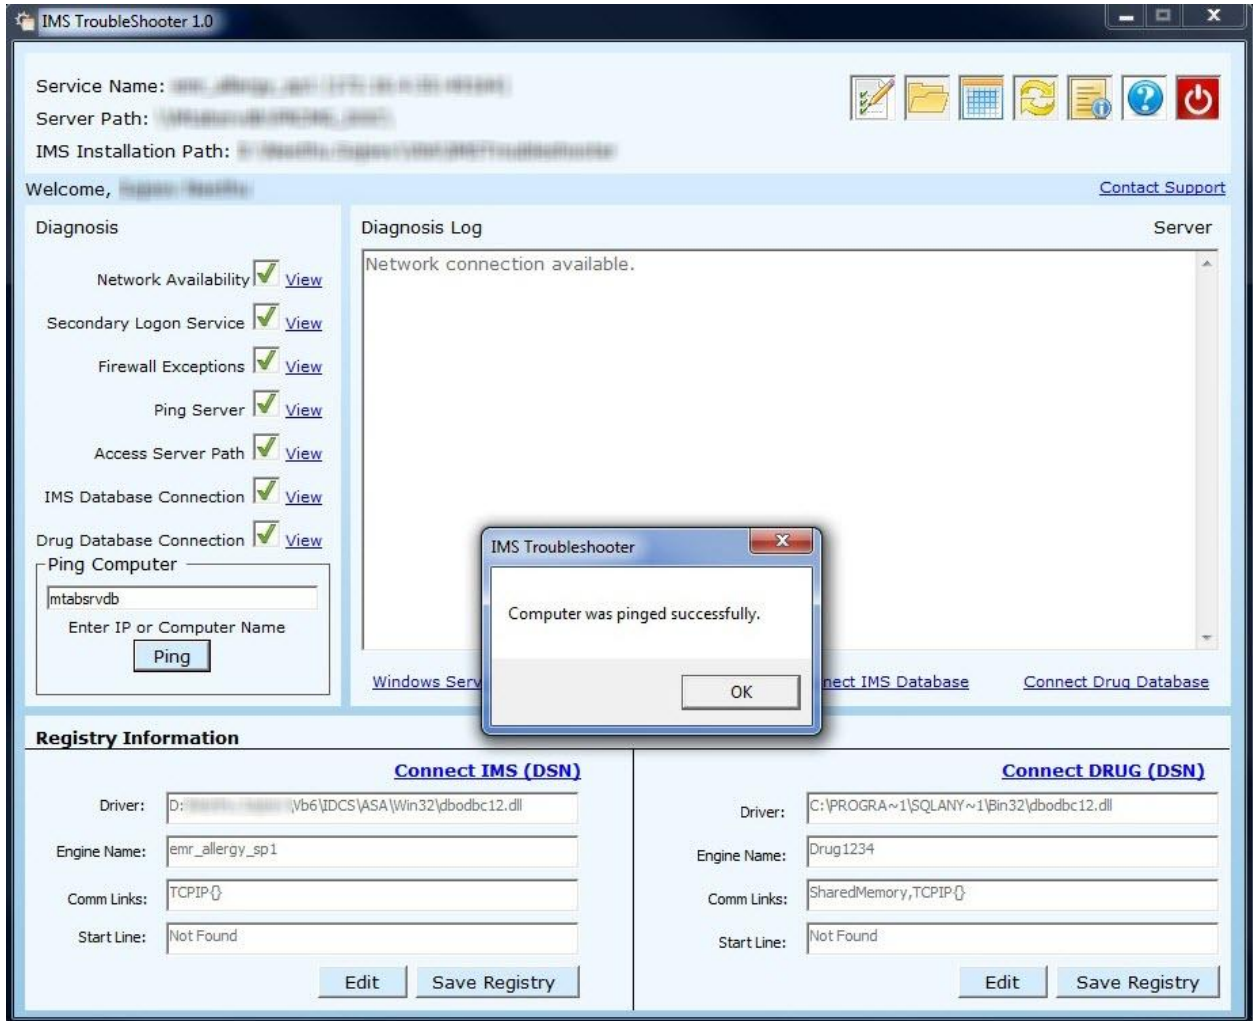 IMS TroubleShooter 1.0
Service Name:
Server Path:
IMS Installation Path:
Welcome,
Contact Support
Diagnosis
Network Availability View
Secondary Logon Service View
Firewall Exceptions View
Ping Server View
Access Server Path View
IMS Database Connection View
Drug Database Connection View
Ping Computer
mtabsrvdb
Enter IP or Computer Name
Ping
Diagnosis Log Server
Network connection available.
IMS Troubleshooter
Computer was pinged successfully.
OK
Windows Serv nect IMS Database Connect Drug Database
Registry Information
Connect IMS (DSN)
Driver: D: \Vb6\IDCS\ASA\Win32\dbodbc12.dll
Engine Name: emr_allergy_sp1
Comm Links: TCPIP{}
Start Line: Not Found
Edit Save Registry
Connect DRUG (DSN)
Driver: C:\PROGRA~1\SQLANY~1\Bin32\dbodbc12.dll
Engine Name: Drug1234
Comm Links: SharedMemory,TCPIP{}
Start Line: Not Found
Edit Save Registry